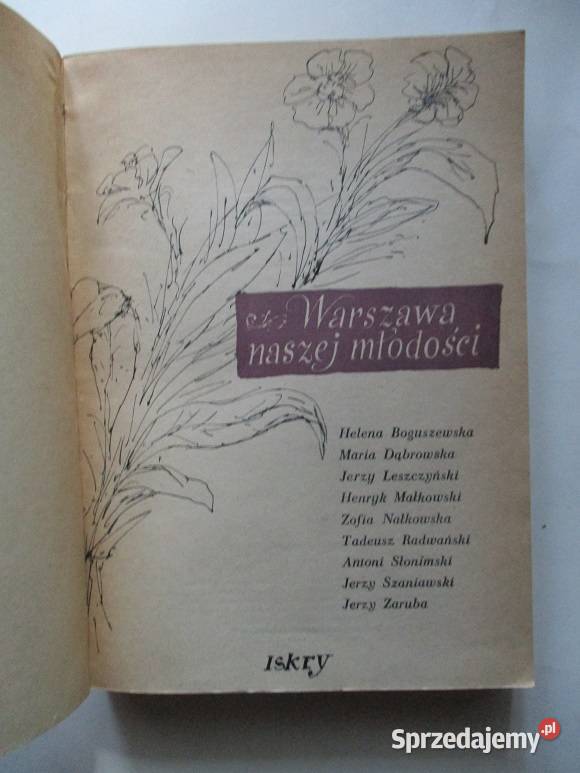 Warszawa
naszej młodości
Helena Boguszewska
Maria Dąbrowska
Jerzy Leszczyński
Henryk Małkowski
Zofia Nałkowska
Tadeusz Radwański
Antoni Słonimski
Jerzy Szaniawski
Jerzy Zaruba
Iskry
Sprzedajemy.pl